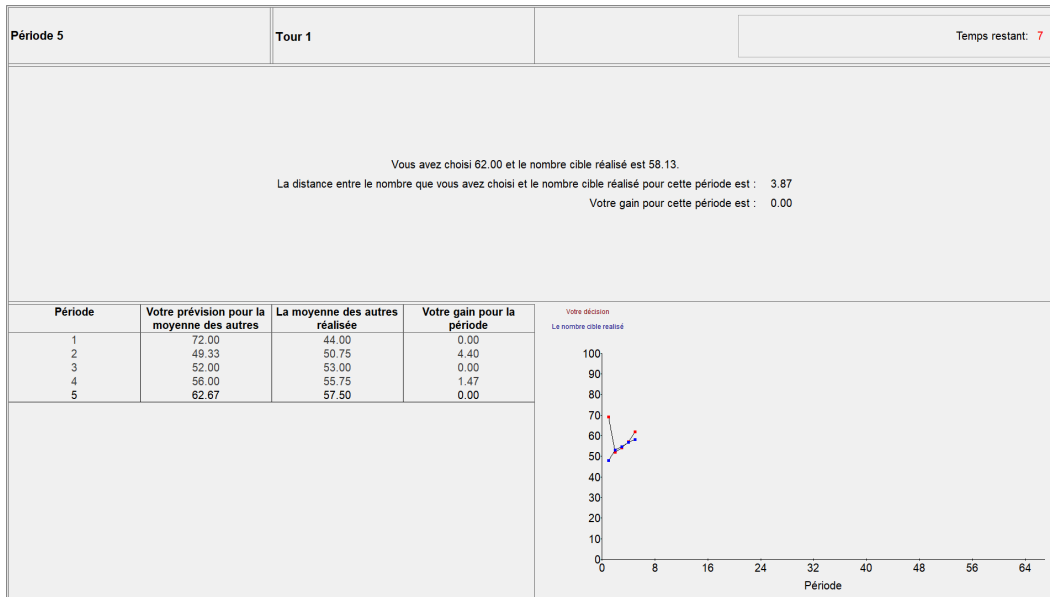 Période 5
Tour 1
Temps restant: 7
Vous avez choisi 62.00 et le nombre cible réalisé est 58.13.
La distance entre le nombre que vous avez choisi et le nombre cible réalisé pour cette période est : 3.87
Votre gain pour cette période est : 0.00
Période Votre prévision pour la moyenne des autres La moyenne des autres réalisée Votre gain pour la période
1 72.00 44.00 0.00
2 49.33 50.75 4.40
3 52.00 53.00 0.00
4 56.00 55.75 1.47
5 62.67 57.50 0.00
Votre décision
Le nombre cible realisé
100
90
80
70
60
50
40
30
20
10
0
0 8 16 24 32 40 48 56 64
Période